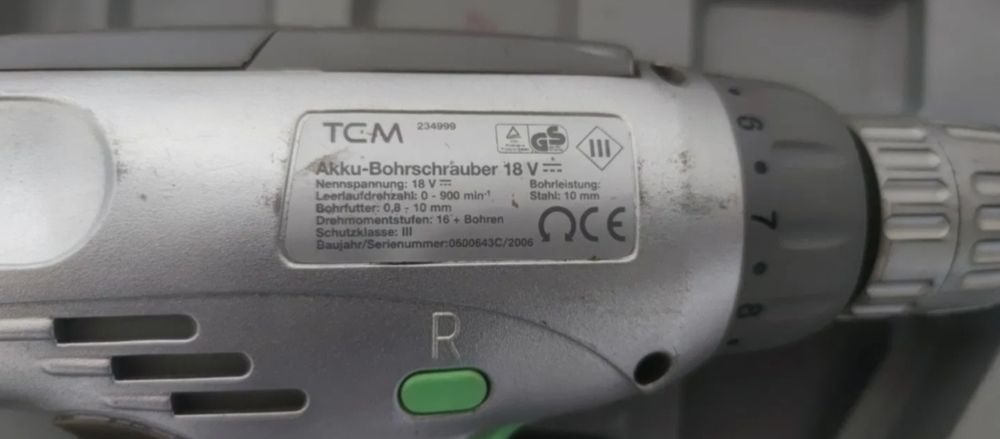 TCM 234999
GS
III
Akku-Bohrschrauber 18 V
Nennspannung: 18 V
Leerlaufdrehzahl: 0 - 900 min⁻¹
Bohrfutter: 0,8 - 10 mm
Drehmomentstufen: 16 + Bohren
Schutzklasse: III
Baujahr/Serienummer:0600643C/2006
Bohrleistung:
Stahl: 10 mm
CE
R
6
7
8